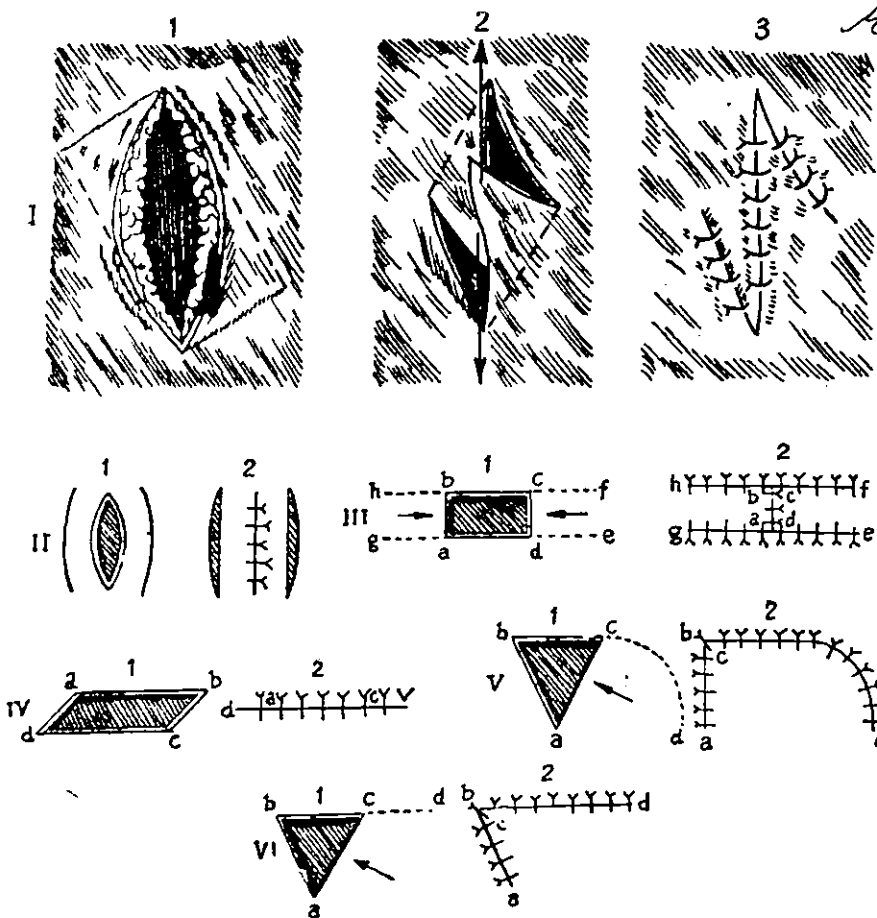 1 2 3
I
1 2 1 2
h b c f h f
b c
II III
a d
g e g e
a d
b 1 c 2
b
c
1 2
a b V
IV d a c
d c a d a
1 2
b c d b d
c
VI
a a